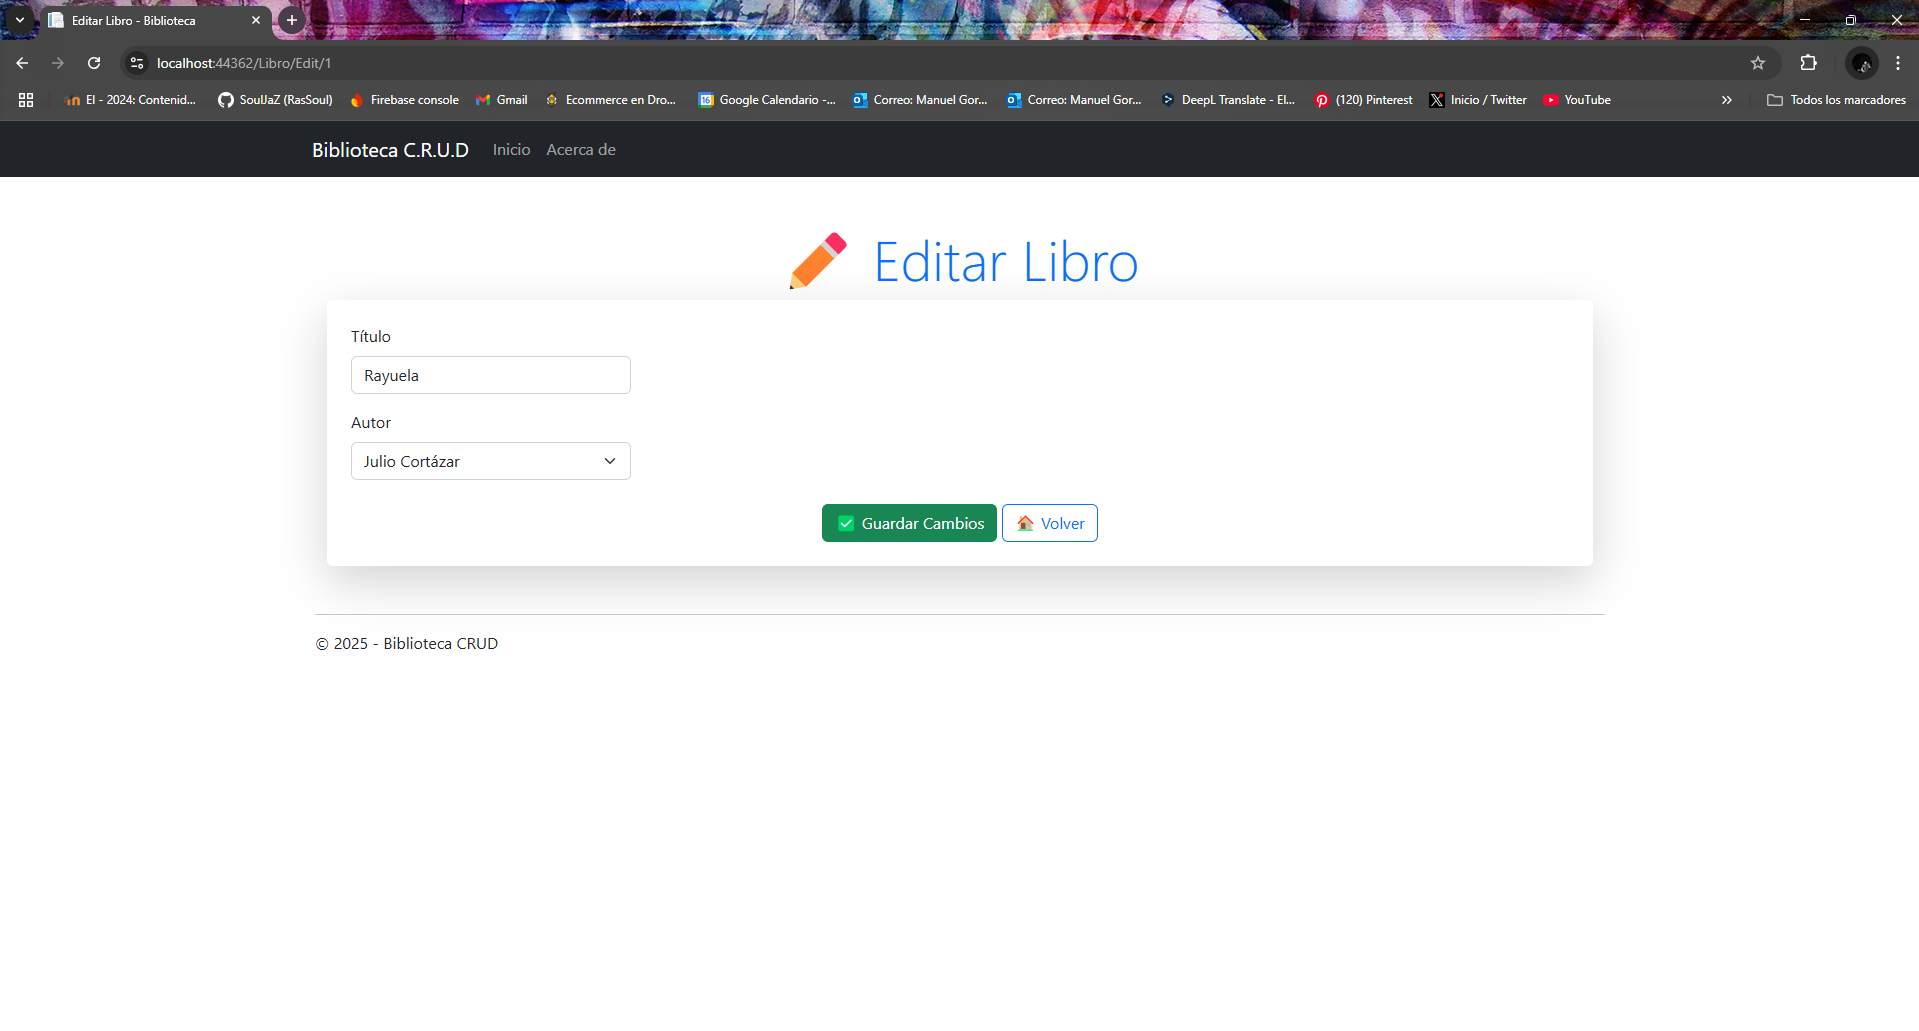 Editar Libro - Biblioteca
localhost:44362/Libro/Edit/1
EI - 2024: Contenid... SoulJaZ (RasSoul) Firebase console Gmail Ecommerce en Dro... 16 Google Calendario -... Correo: Manuel Gor... Correo: Manuel Gor... DeepL Translate - El... (120) Pinterest Inicio / Twitter YouTube Todos los marcadores
Biblioteca C.R.U.D Inicio Acerca de
Editar Libro
Título
Rayuela
Autor
Julio Cortázar
Guardar Cambios Volver
© 2025 - Biblioteca CRUD